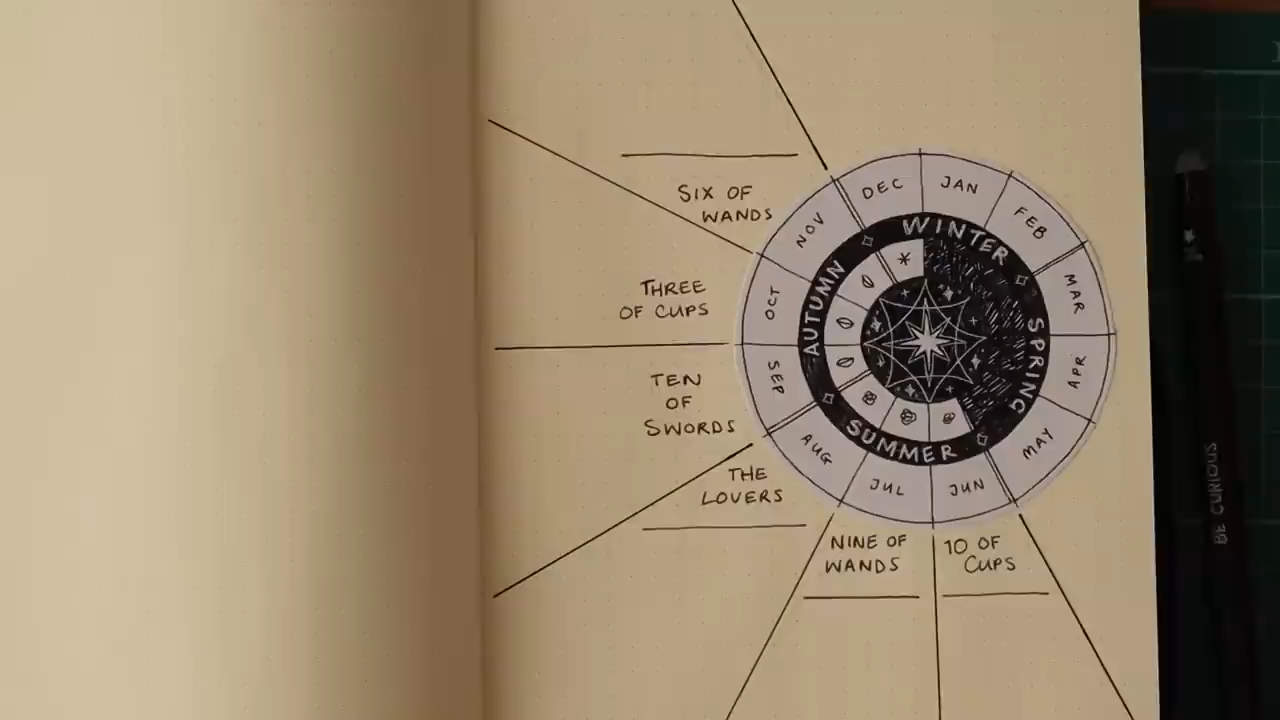 SIX OF
WANDS
THREE
OF CUPS
TEN
OF
SWORDS
THE
LOVERS
NINE OF
WANDS
10 OF
CUPS
JAN
FEB
MAR
APR
MAY
JUN
JUL
AUG
SEP
OCT
NOV
DEC
WINTER
SPRING
SUMMER
AUTUMN
BE CURIOUS